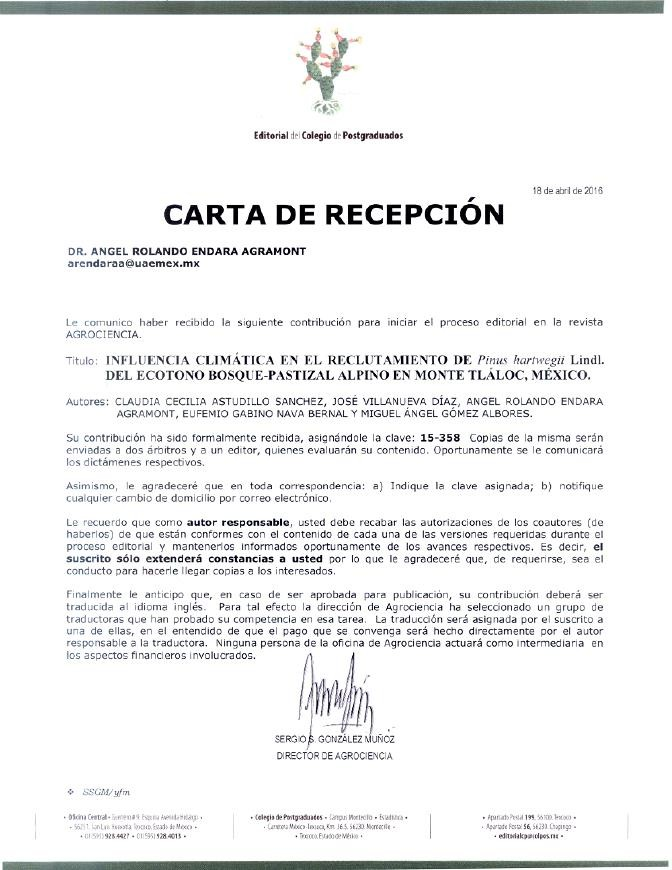 Editorial del Colegio de Postgraduados
18 de abril de 2016
CARTA DE RECEPCIÓN
DR. ANGEL ROLANDO ENDARA AGRAMONT
arendaraa@uaemex.mx
Le comunico haber recibido la siguiente contribución para iniciar el proceso editorial en la revista
AGROCIENCIA.
Título: INFLUENCIA CLIMÁTICA EN EL RECLUTAMIENTO DE Pinus hartwegii Lindl.
DEL ECOTONO BOSQUE-PASTIZAL ALPINO EN MONTE TLÁLOC, MÉXICO.
Autores: CLAUDIA CECILIA ASTUDILLO SANCHEZ, JOSÉ VILLANUEVA DÍAZ, ANGEL ROLANDO ENDARA
AGRAMONT, EUFEMIO GABINO NAVA BERNAL Y MIGUEL ÁNGEL GÓMEZ ALBORES.
Su contribución ha sido formalmente recibida, asignándole la clave: 15-358 Copias de la misma serán
enviadas a dos árbitros y a un editor, quienes evaluarán su contenido. Oportunamente se le comunicará
los dictámenes respectivos.
Asimismo, le agradeceré que en toda correspondencia: a) Indique la clave asignada; b) notifique
cualquier cambio de domicilio por correo electrónico.
Le recuerdo que como autor responsable, usted debe recabar las autorizaciones de los coautores (de
haberlos) de que están conformes con el contenido de cada una de las versiones requeridas durante el
proceso editorial y mantenerlos informados oportunamente de los avances respectivos. Es decir, el
suscrito sólo extenderá constancias a usted por lo que le agradeceré que, de requerirse, sea el
conducto para hacerle llegar copias a los interesados.
Finalmente le anticipo que, en caso de ser aprobada para publicación, su contribución deberá ser
traducida al idioma inglés. Para tal efecto la dirección de Agrociencia ha seleccionado un grupo de
traductoras que han probado su competencia en esa tarea. La traducción será asignada por el suscrito a
una de ellas, en el entendido de que el pago que se convenga será hecho directamente por el autor
responsable a la traductora. Ninguna persona de la oficina de Agrociencia actuará como intermediaria en
los aspectos financieros involucrados.
SERGIO S. GONZÁLEZ MUÑOZ
DIRECTOR DE AGROCIENCIA
❖ SSGM/yfm
• Oficina Central • Guerrero # 9. Esquina Avenida Hidalgo •
• 56251. San Luis Huexotla, Texcoco, Estado de México •
• 01 (595) 928.4427 • 01 (595) 928.4013 •
• Colegio de Postgraduados • Campus Montecillo • Estadística •
• Carretera México-Texcoco, Km. 36.5. 56230. Montecillo •
• Texcoco, Estado de México •
• Apartado Postal 199, 56100. Texcoco •
• Apartado Postal 56, 56230. Chapingo •
• editorialcp@colpos.mx •